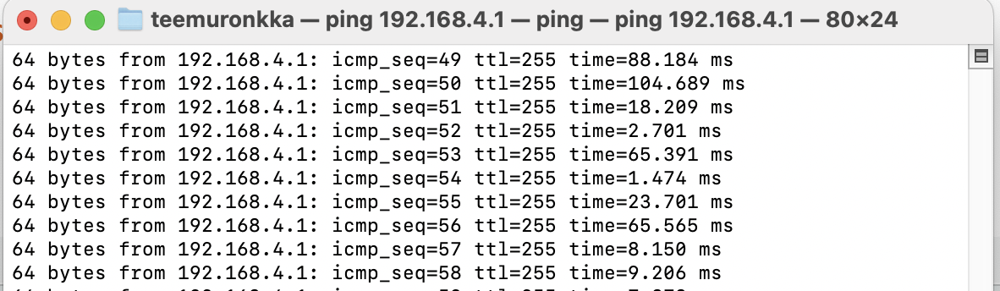 teemuronkka — ping 192.168.4.1 — ping — ping 192.168.4.1 — 80×24
64 bytes from 192.168.4.1: icmp_seq=49 ttl=255 time=88.184 ms
64 bytes from 192.168.4.1: icmp_seq=50 ttl=255 time=104.689 ms
64 bytes from 192.168.4.1: icmp_seq=51 ttl=255 time=18.209 ms
64 bytes from 192.168.4.1: icmp_seq=52 ttl=255 time=2.701 ms
64 bytes from 192.168.4.1: icmp_seq=53 ttl=255 time=65.391 ms
64 bytes from 192.168.4.1: icmp_seq=54 ttl=255 time=1.474 ms
64 bytes from 192.168.4.1: icmp_seq=55 ttl=255 time=23.701 ms
64 bytes from 192.168.4.1: icmp_seq=56 ttl=255 time=65.565 ms
64 bytes from 192.168.4.1: icmp_seq=57 ttl=255 time=8.150 ms
64 bytes from 192.168.4.1: icmp_seq=58 ttl=255 time=9.206 ms